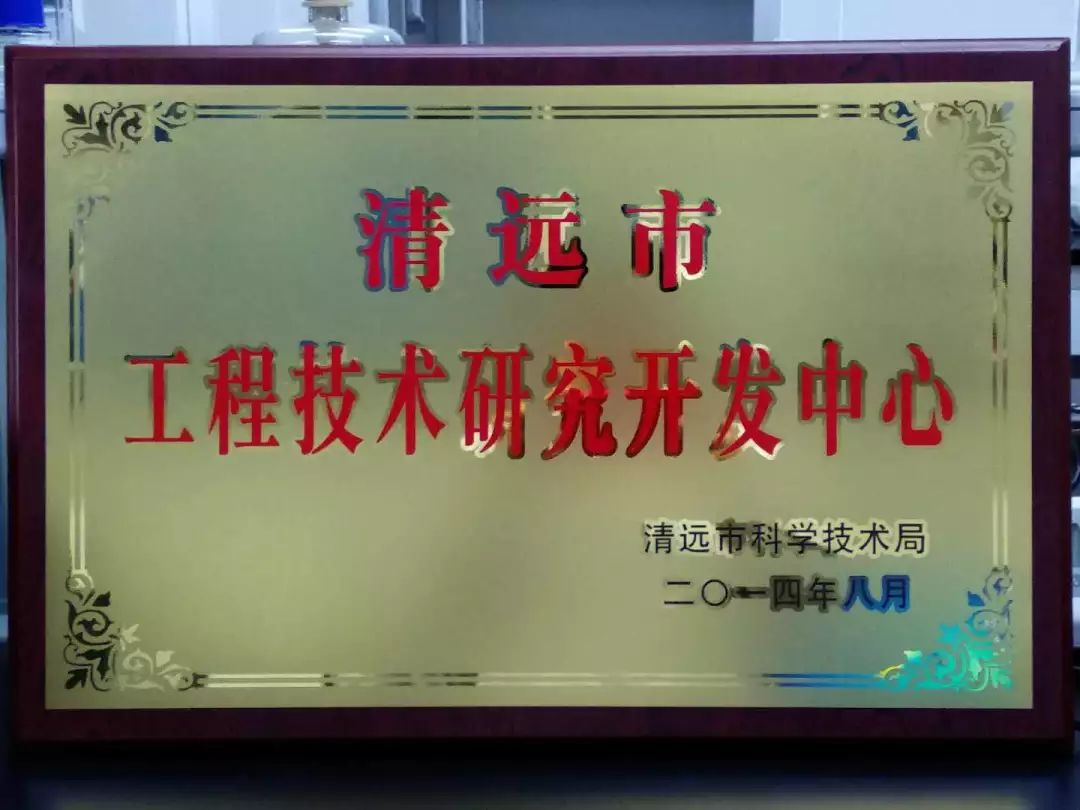 清远市
工程技术研究开发中心
清远市科学技术局
二〇一四年八月